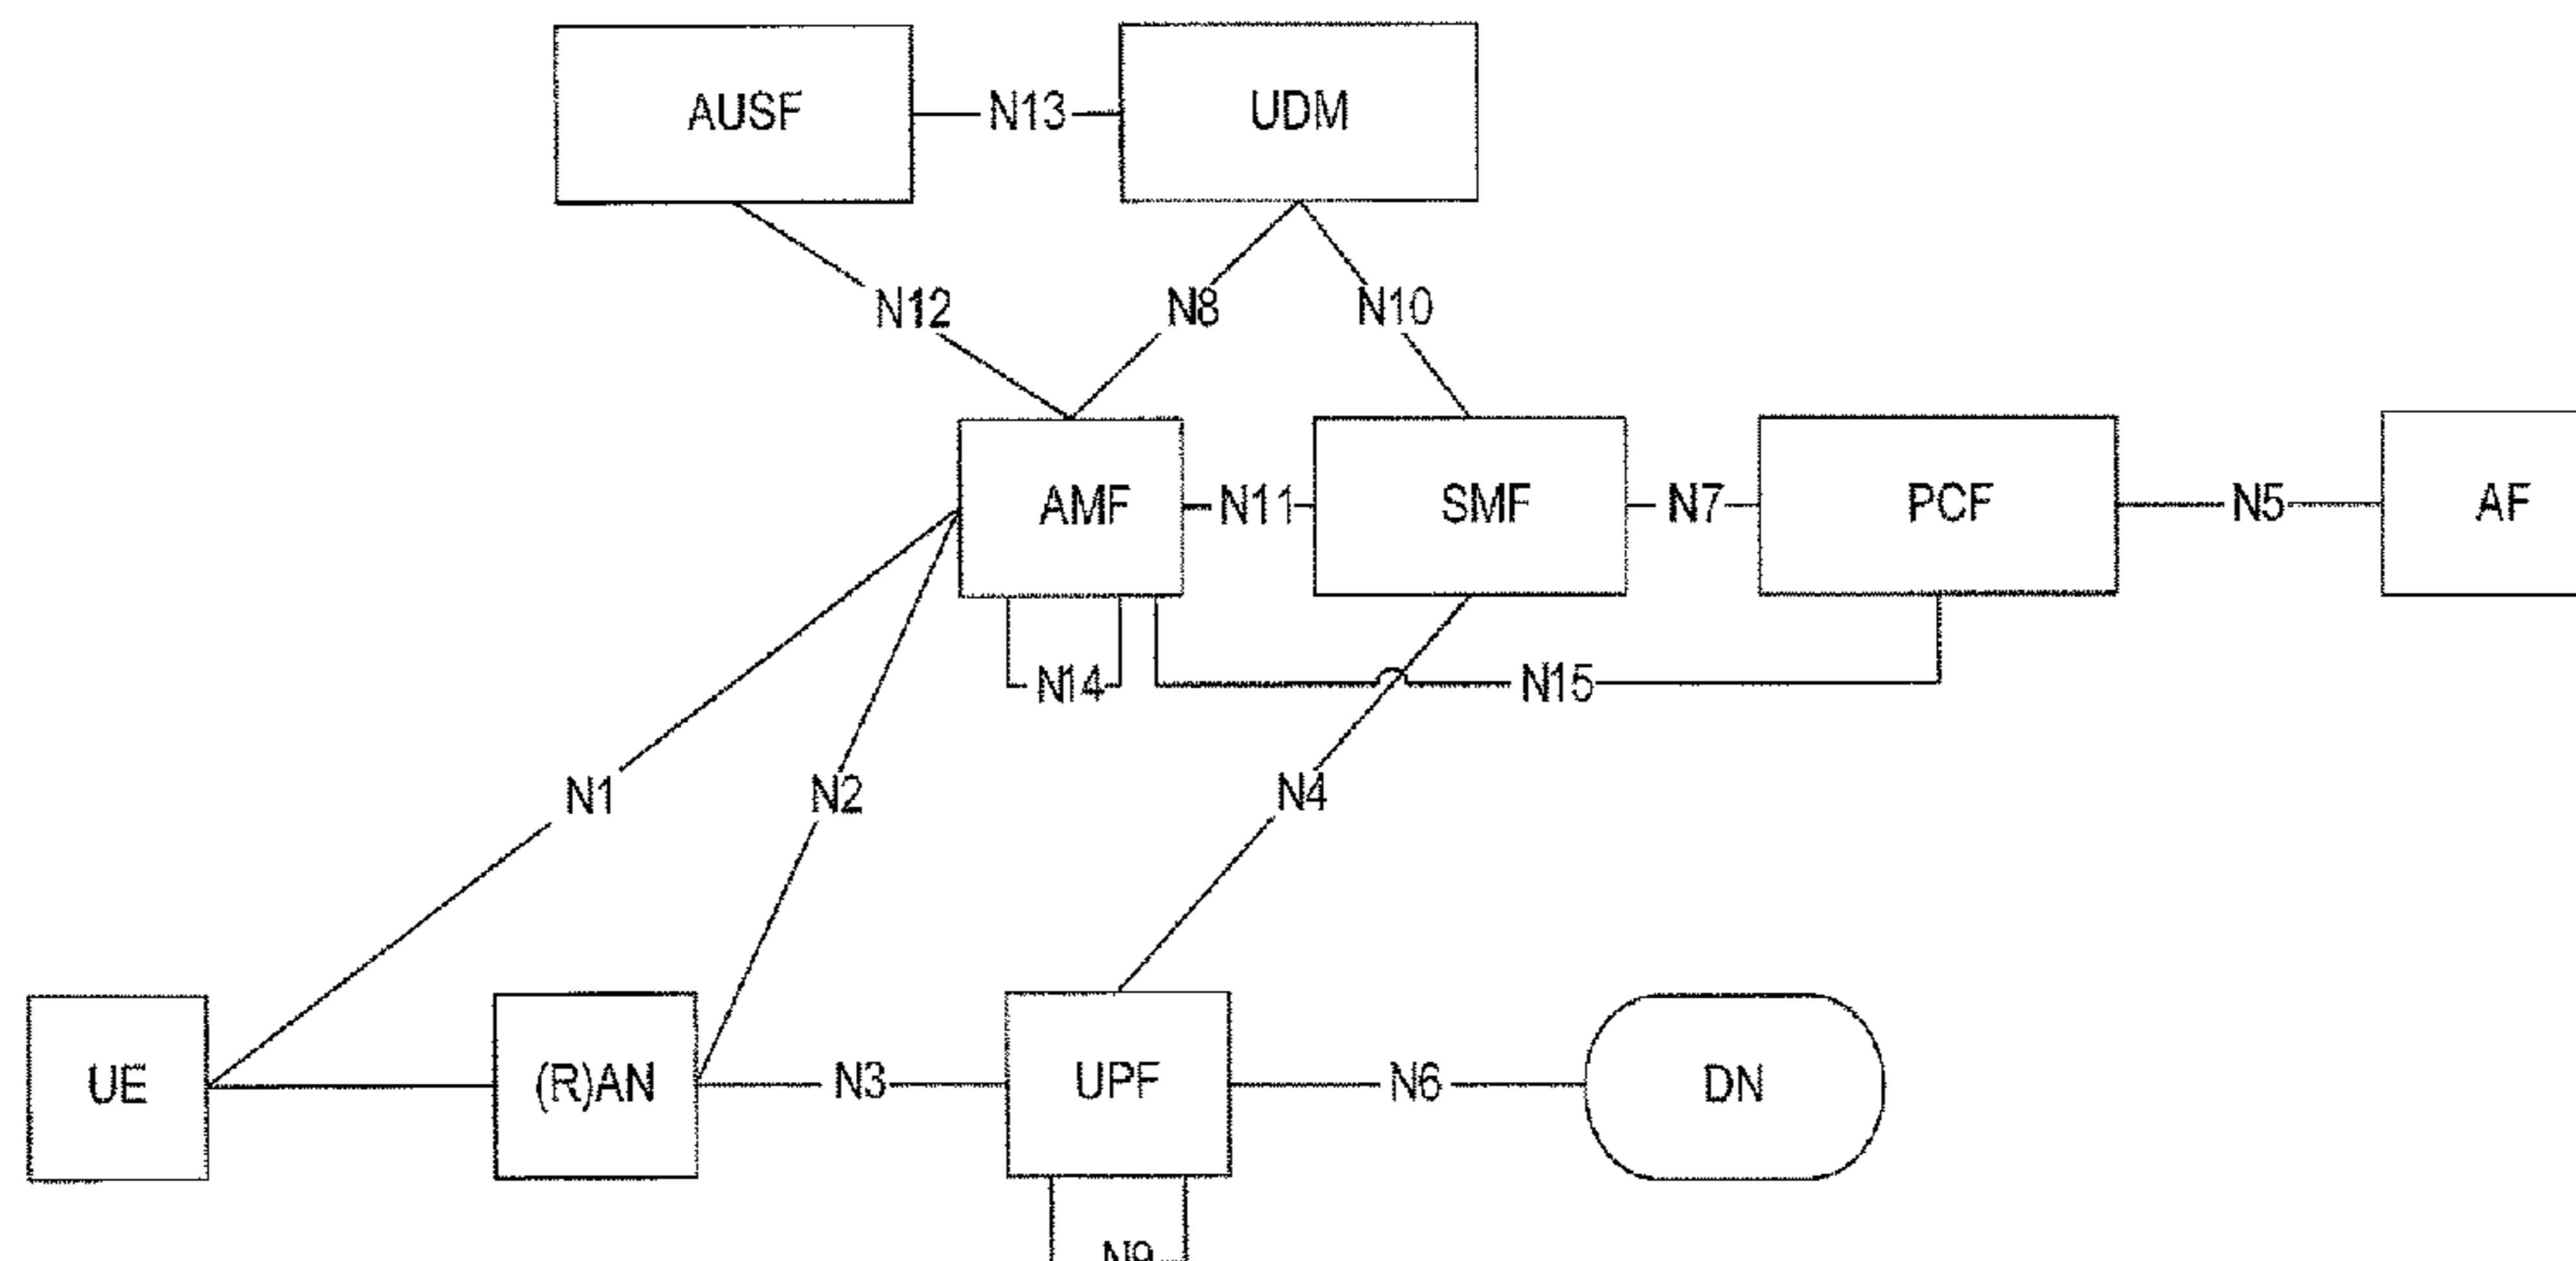 AUSF N13 UDM
N12 N8 N10
AMF N11 SMF N7 PCF N5 AF
N14 N15
N1 N2 N4
UE (R)AN N3 UPF N6 DN
N9